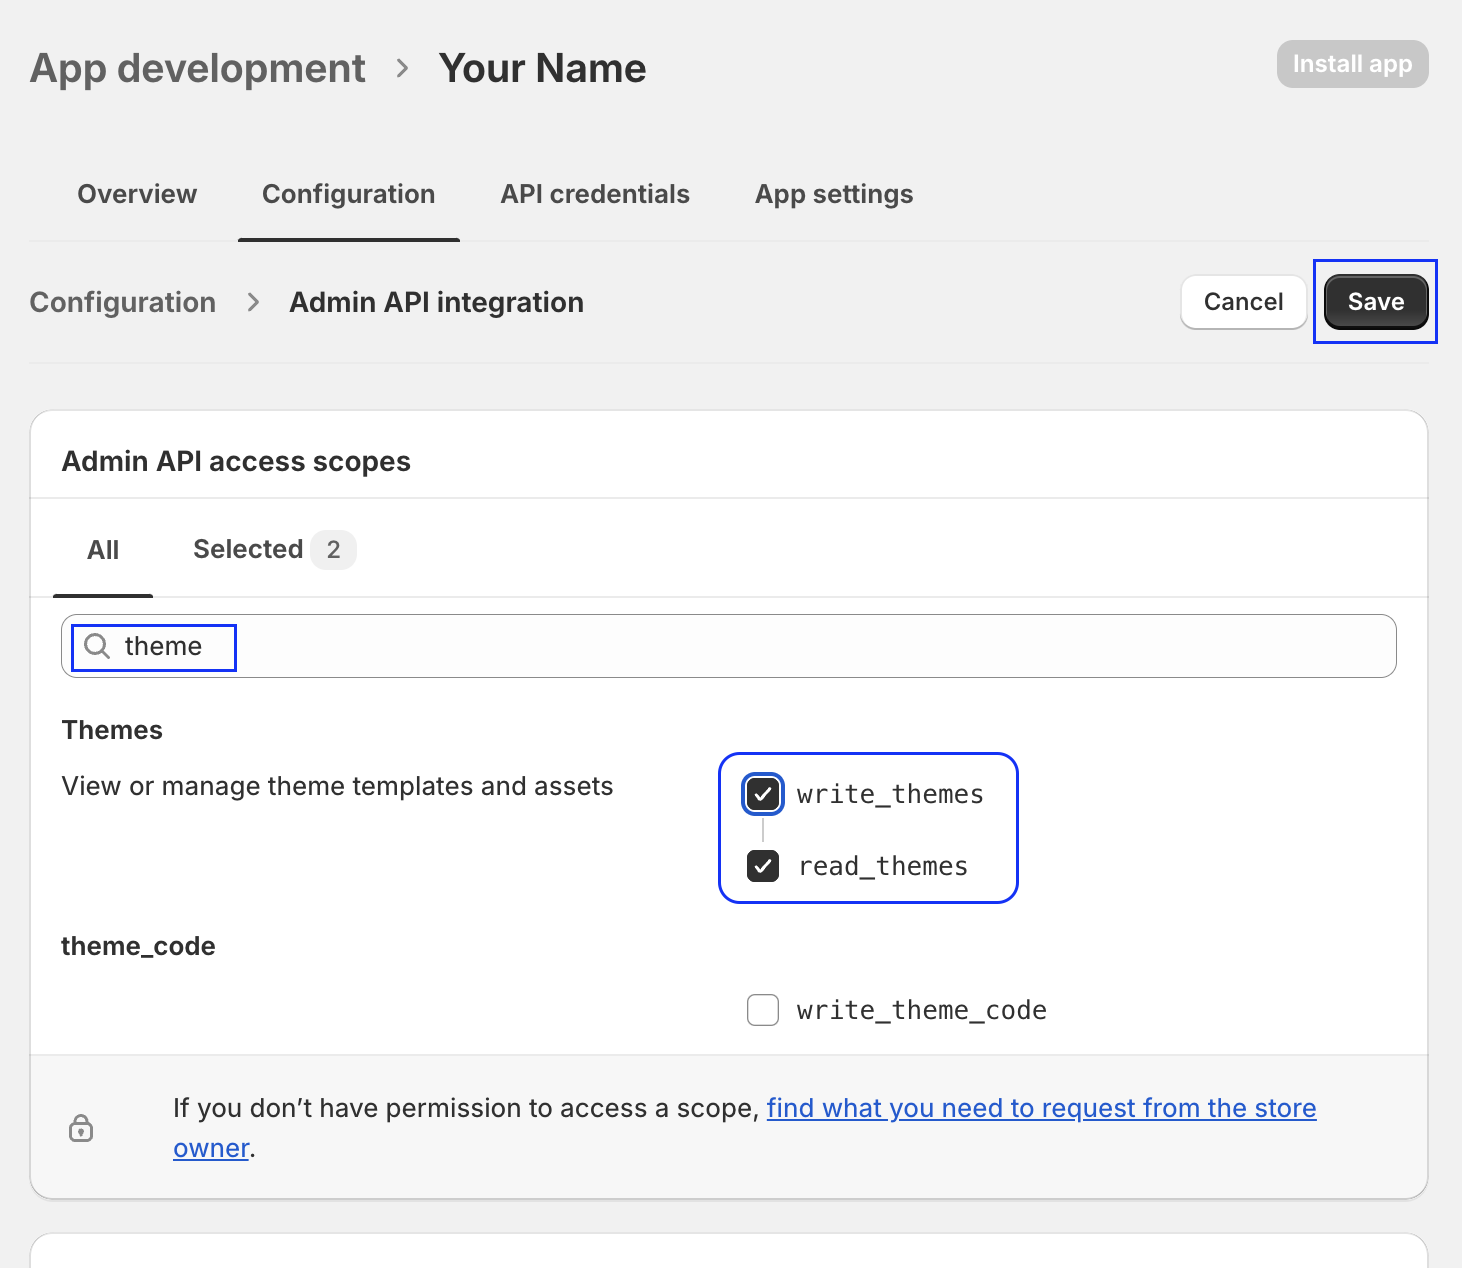 App development > Your Name
Install app
Overview
Configuration
API credentials
App settings
Configuration > Admin API integration
Cancel
Save
Admin API access scopes
All
Selected 2
theme
Themes
View or manage theme templates and assets
write_themes
read_themes
theme_code
write_theme_code
If you don’t have permission to access a scope, find what you need to request from the store
owner.